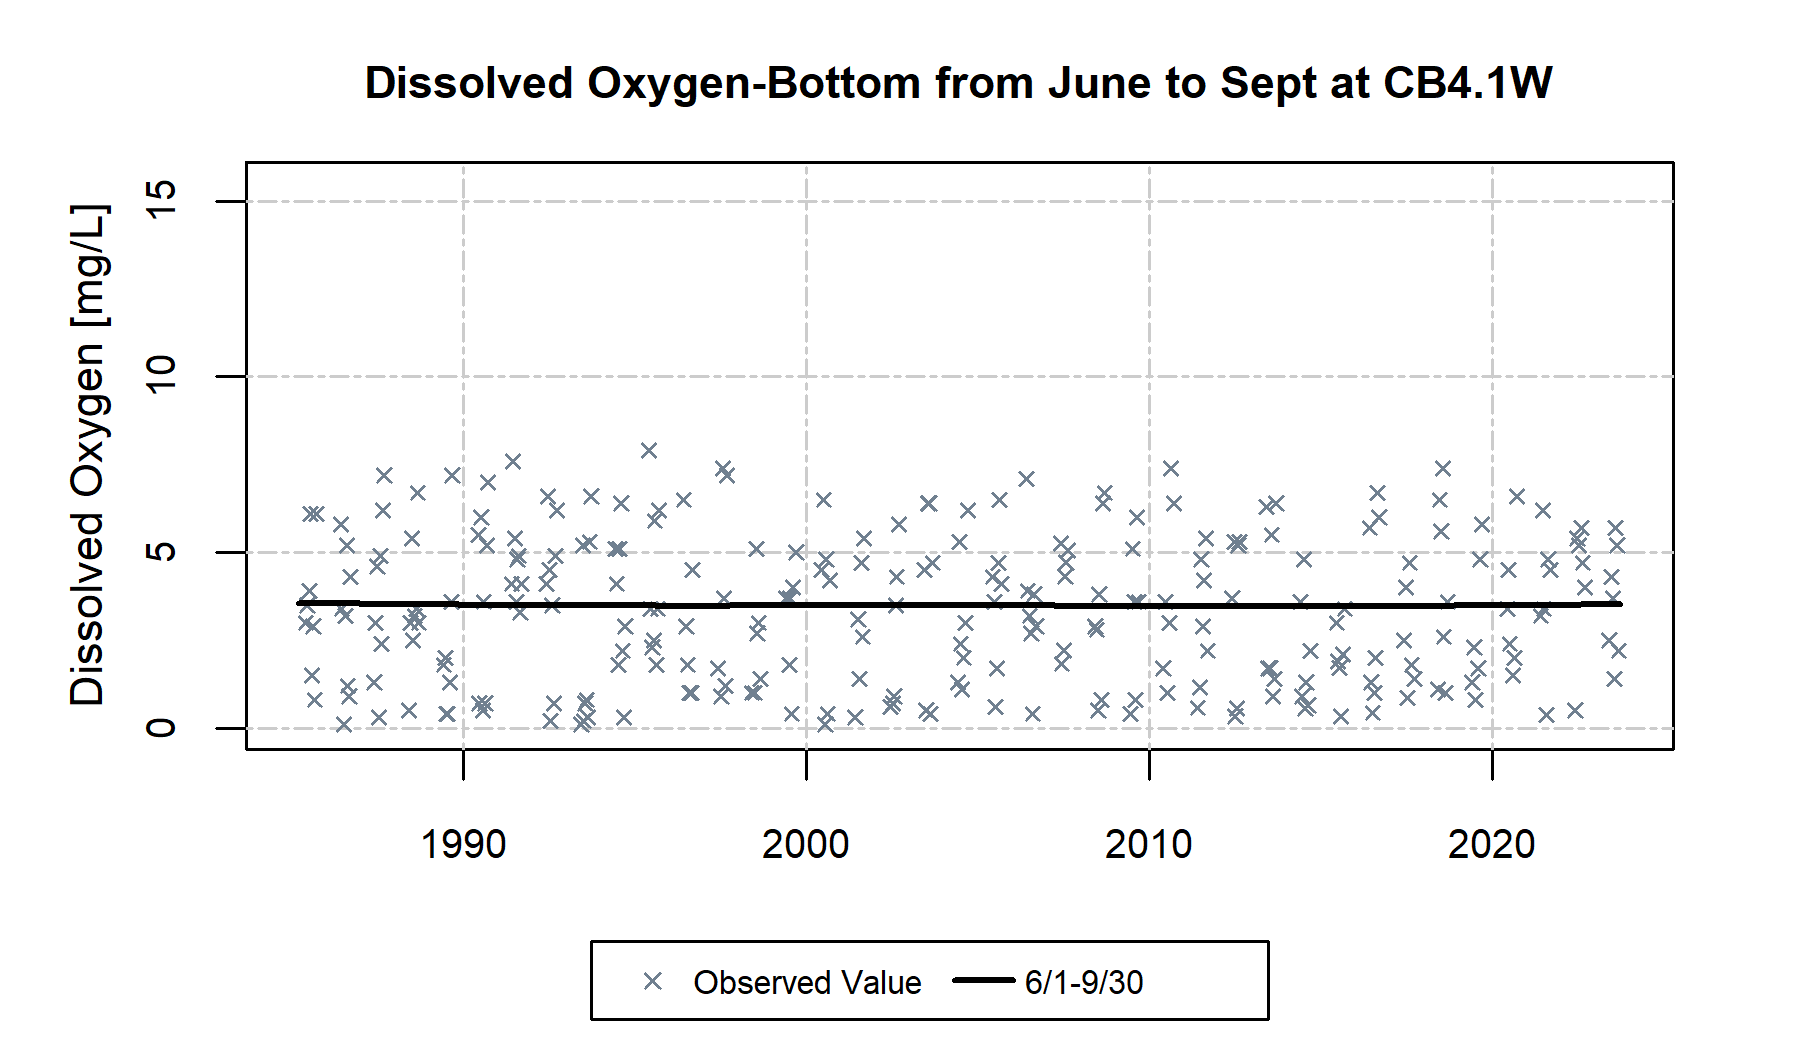 Dissolved Oxygen-Bottom from June to Sept at CB4.1W
Dissolved Oxygen [mg/L]
15
10
5
0
1990 2000 2010 2020
Observed Value 6/1-9/30